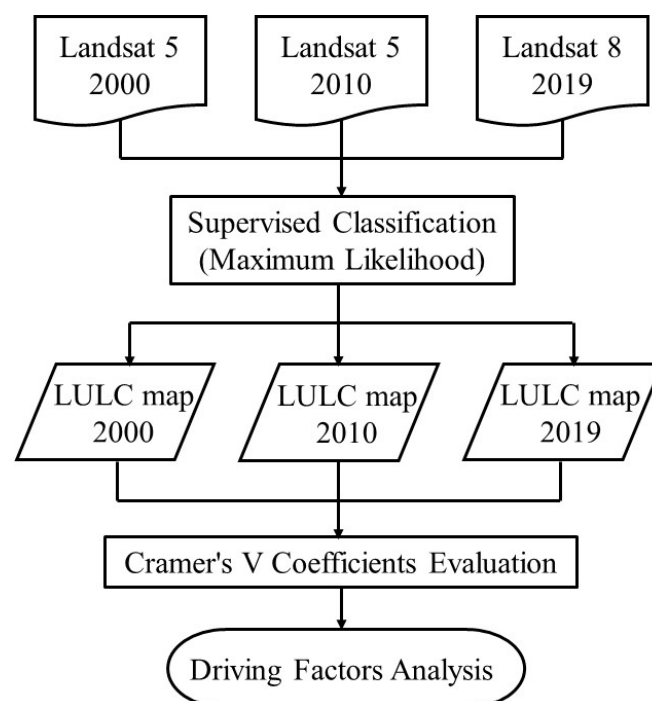 Landsat 5
2000
Landsat 5
2010
Landsat 8
2019
Supervised Classification
(Maximum Likelihood)
LULC map
2000
LULC map
2010
LULC map
2019
Cramer's V Coefficients Evaluation
Driving Factors Analysis